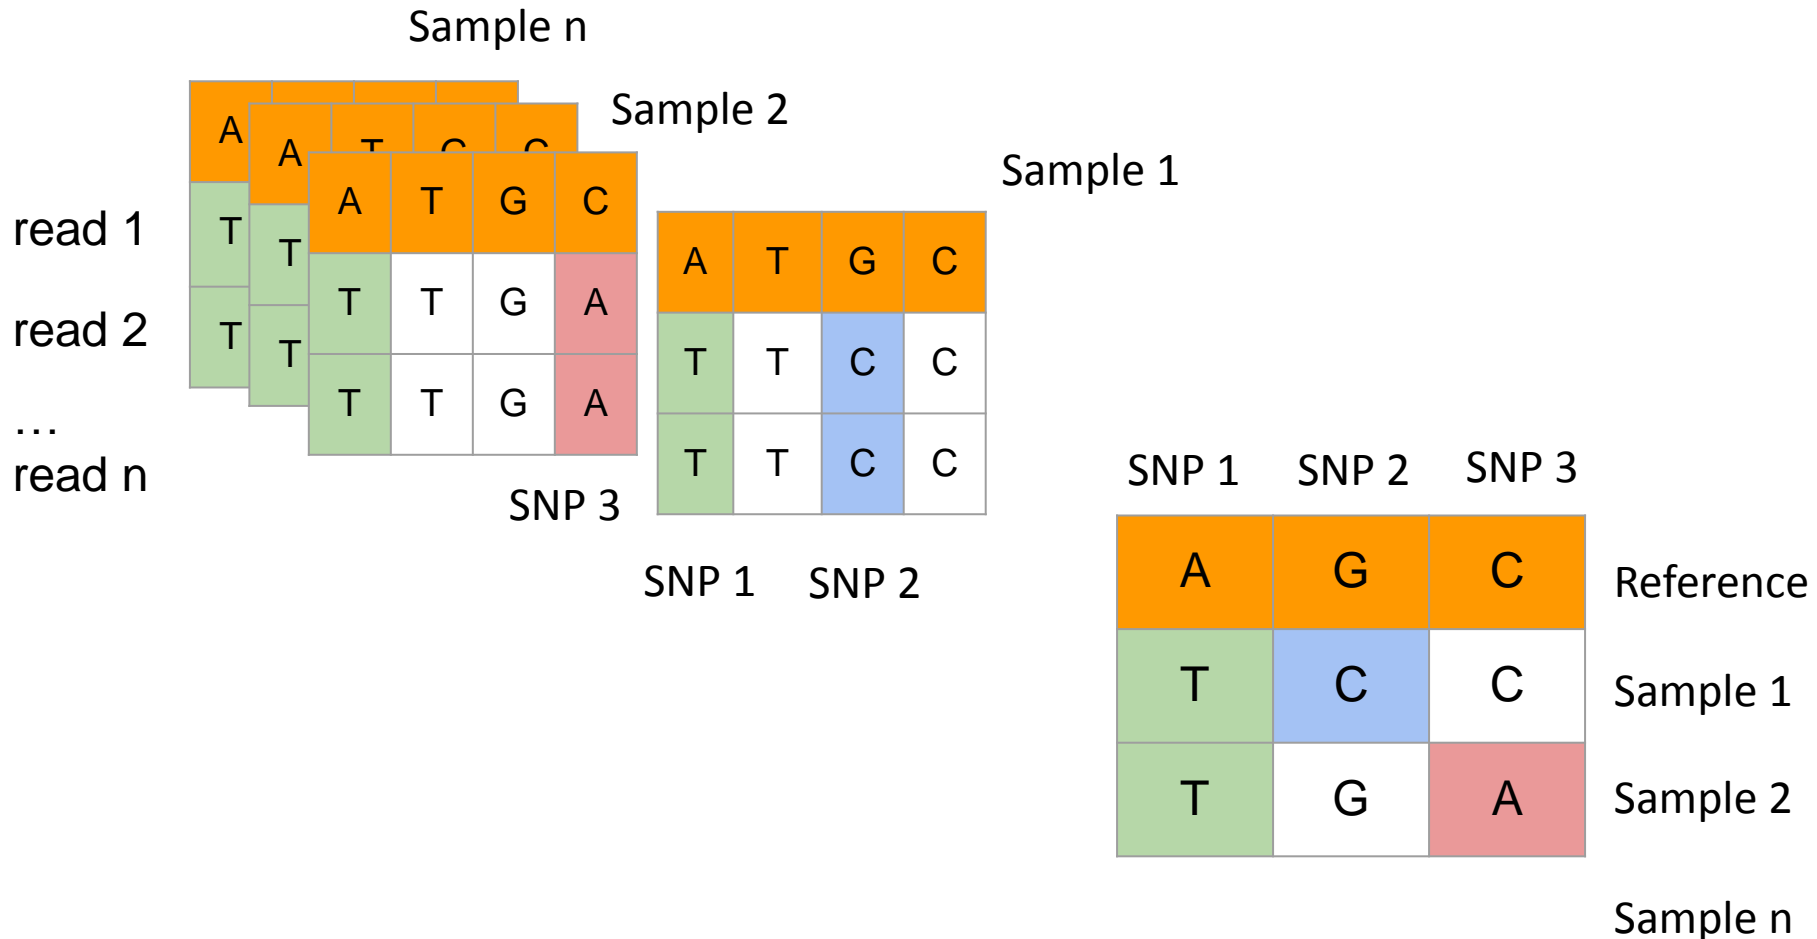 Sample n
Sample 2
Sample 1
read 1
read 2
…
read n
A
T
T
A T G C
T
T
A T G C
T T G A
T T G A
SNP 3
A T G C
T T C C
T T C C
SNP 1 SNP 2
SNP 1 SNP 2 SNP 3
A G C Reference
T C C Sample 1
T G A Sample 2
Sample n